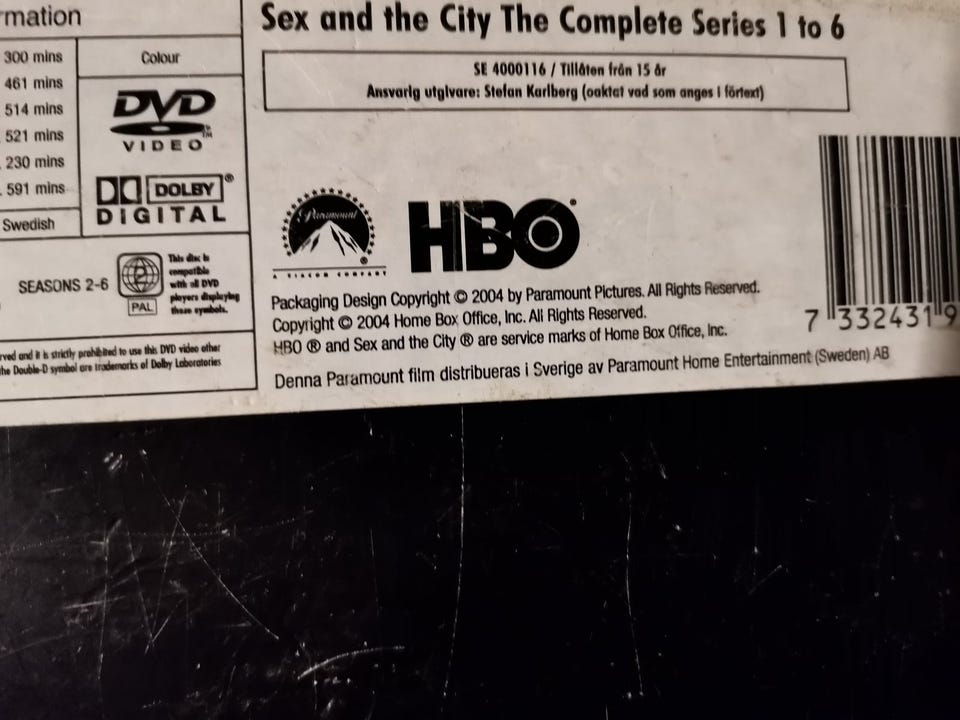 rmation
300 mins
461 mins
514 mins
521 mins
230 mins
591 mins
Swedish
Colour
DVD
VIDEO
DOLBY
DIGITAL
SEASONS 2-6
2
PAL
This disc is
compatible
with all DVD
players displaying
these symbols.
rved and it is strictly prohibited to use this DVD video other
the Double-D symbol are trademarks of Dolby Laboratories
Sex and the City The Complete Series 1 to 6
SE 4000116 / Tillåten från 15 år
Ansvarig utgivare: Stefan Karlberg (oaktat vad som anges i förtext)
Paramount
A VIACOM COMPANY
HBO®
Packaging Design Copyright © 2004 by Paramount Pictures. All Rights Reserved.
Copyright © 2004 Home Box Office, Inc. All Rights Reserved.
HBO ® and Sex and the City ® are service marks of Home Box Office, Inc.
Denna Paramount film distribueras i Sverige av Paramount Home Entertainment (Sweden) AB
7 332431 9